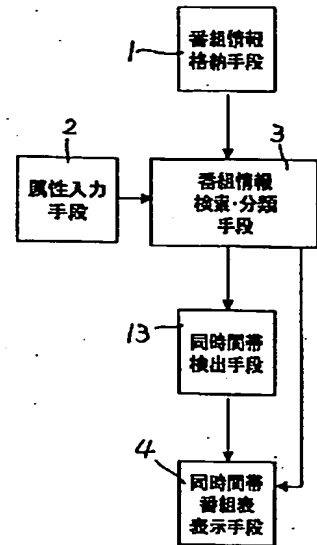 1
番組情報
格納手段
2
属性入力
手段
3
番組情報
検索・分類
手段
13
同時間帯
検出手段
4
同時間帯
番組表
表示手段